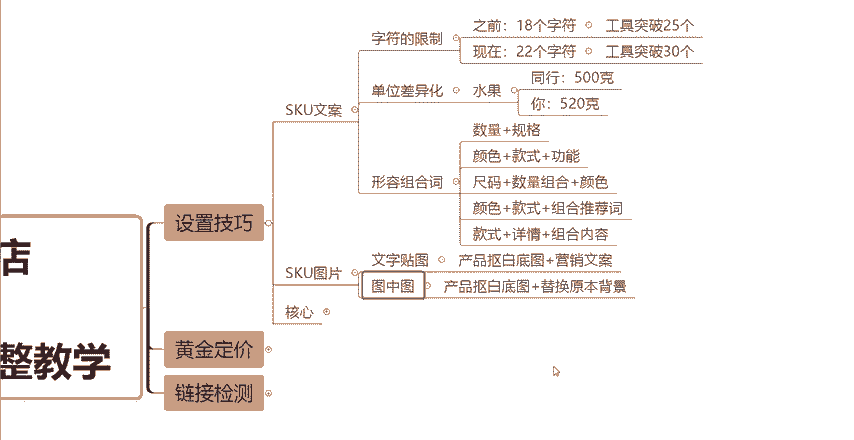 之前：18个字符
工具突破25个
字符的限制
现在：22个字符
工具突破30个
同行：500克
单位差异化
水果
你：520克
SKU文案
数量+规格
颜色+款式+功能
形容组合词
尺码+数量组合+颜色
颜色+款式+组合推荐词
款式+详情+组合内容
设置技巧
店
文字贴图
产品抠白底图+营销文案
SKU图片
图中图
产品抠白底图+替换原本背景
核心
黄金定价
整教学
链接检测